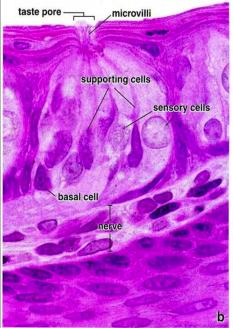 taste pore
microvilli
supporting cells
sensory cells
basal cell
nerve
b